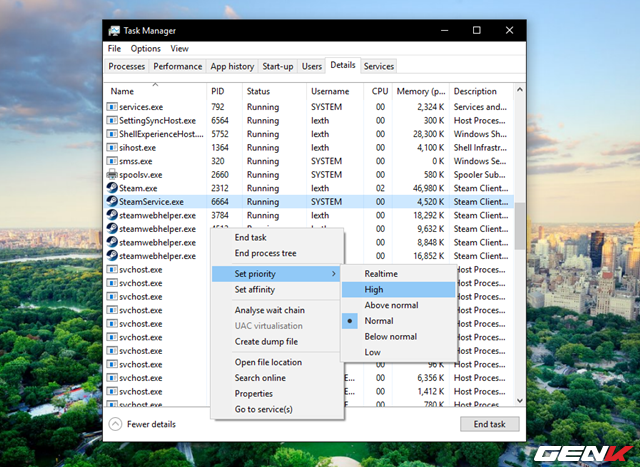 Task Manager
File Options View
Processes Performance App history Start-up Users Details Services
Name PID Status Username CPU Memory (p... Description
services.exe 792 Running SYSTEM 00 2,324 K Services and...
SettingSyncHost.exe 6564 Running lexth 00 300 K Host Proces...
ShellExperienceHost.... 5752 Running lexth 00 28,300 K Windows Sh...
sihost.exe 1364 Running lexth 00 4,100 K Shell Infrastr...
smss.exe 320 Running SYSTEM 00 0 K Windows Se...
spoolsv.exe 2660 Running SYSTEM 00 580 K Spooler Sub...
Steam.exe 2312 Running lexth 02 46,980 K Steam Client...
SteamService.exe 6664 Running SYSTEM 00 4,520 K Steam Client...
steamwebhelper.exe 3784 Running lexth 00 18,292 K Steam Client...
steamwebhelper.exe 00 9,632 K Steam Client...
steamwebhelper.exe 00 8,848 K Steam Client...
steamwebhelper.exe 00 16,852 K Steam Client...
svchost.exe Host Proces...
svchost.exe Host Proces...
svchost.exe Host Proces...
svchost.exe Host Proces...
svchost.exe Host Proces...
svchost.exe Host Proces...
svchost.exe Host Proces...
svchost.exe 00 96 K Host Proces...
svchost.exe E... 00 6,356 K Host Proces...
svchost.exe 00 1,412 K Host Proces...
svchost.exe E... 00 780 K Host Proces...
End task
End process tree
Set priority
Set affinity
Analyse wait chain
UAC virtualisation
Create dump file
Open file location
Search online
Properties
Go to service(s)
Realtime
High
Above normal
Normal
Below normal
Low
Fewer details
End task
GENK